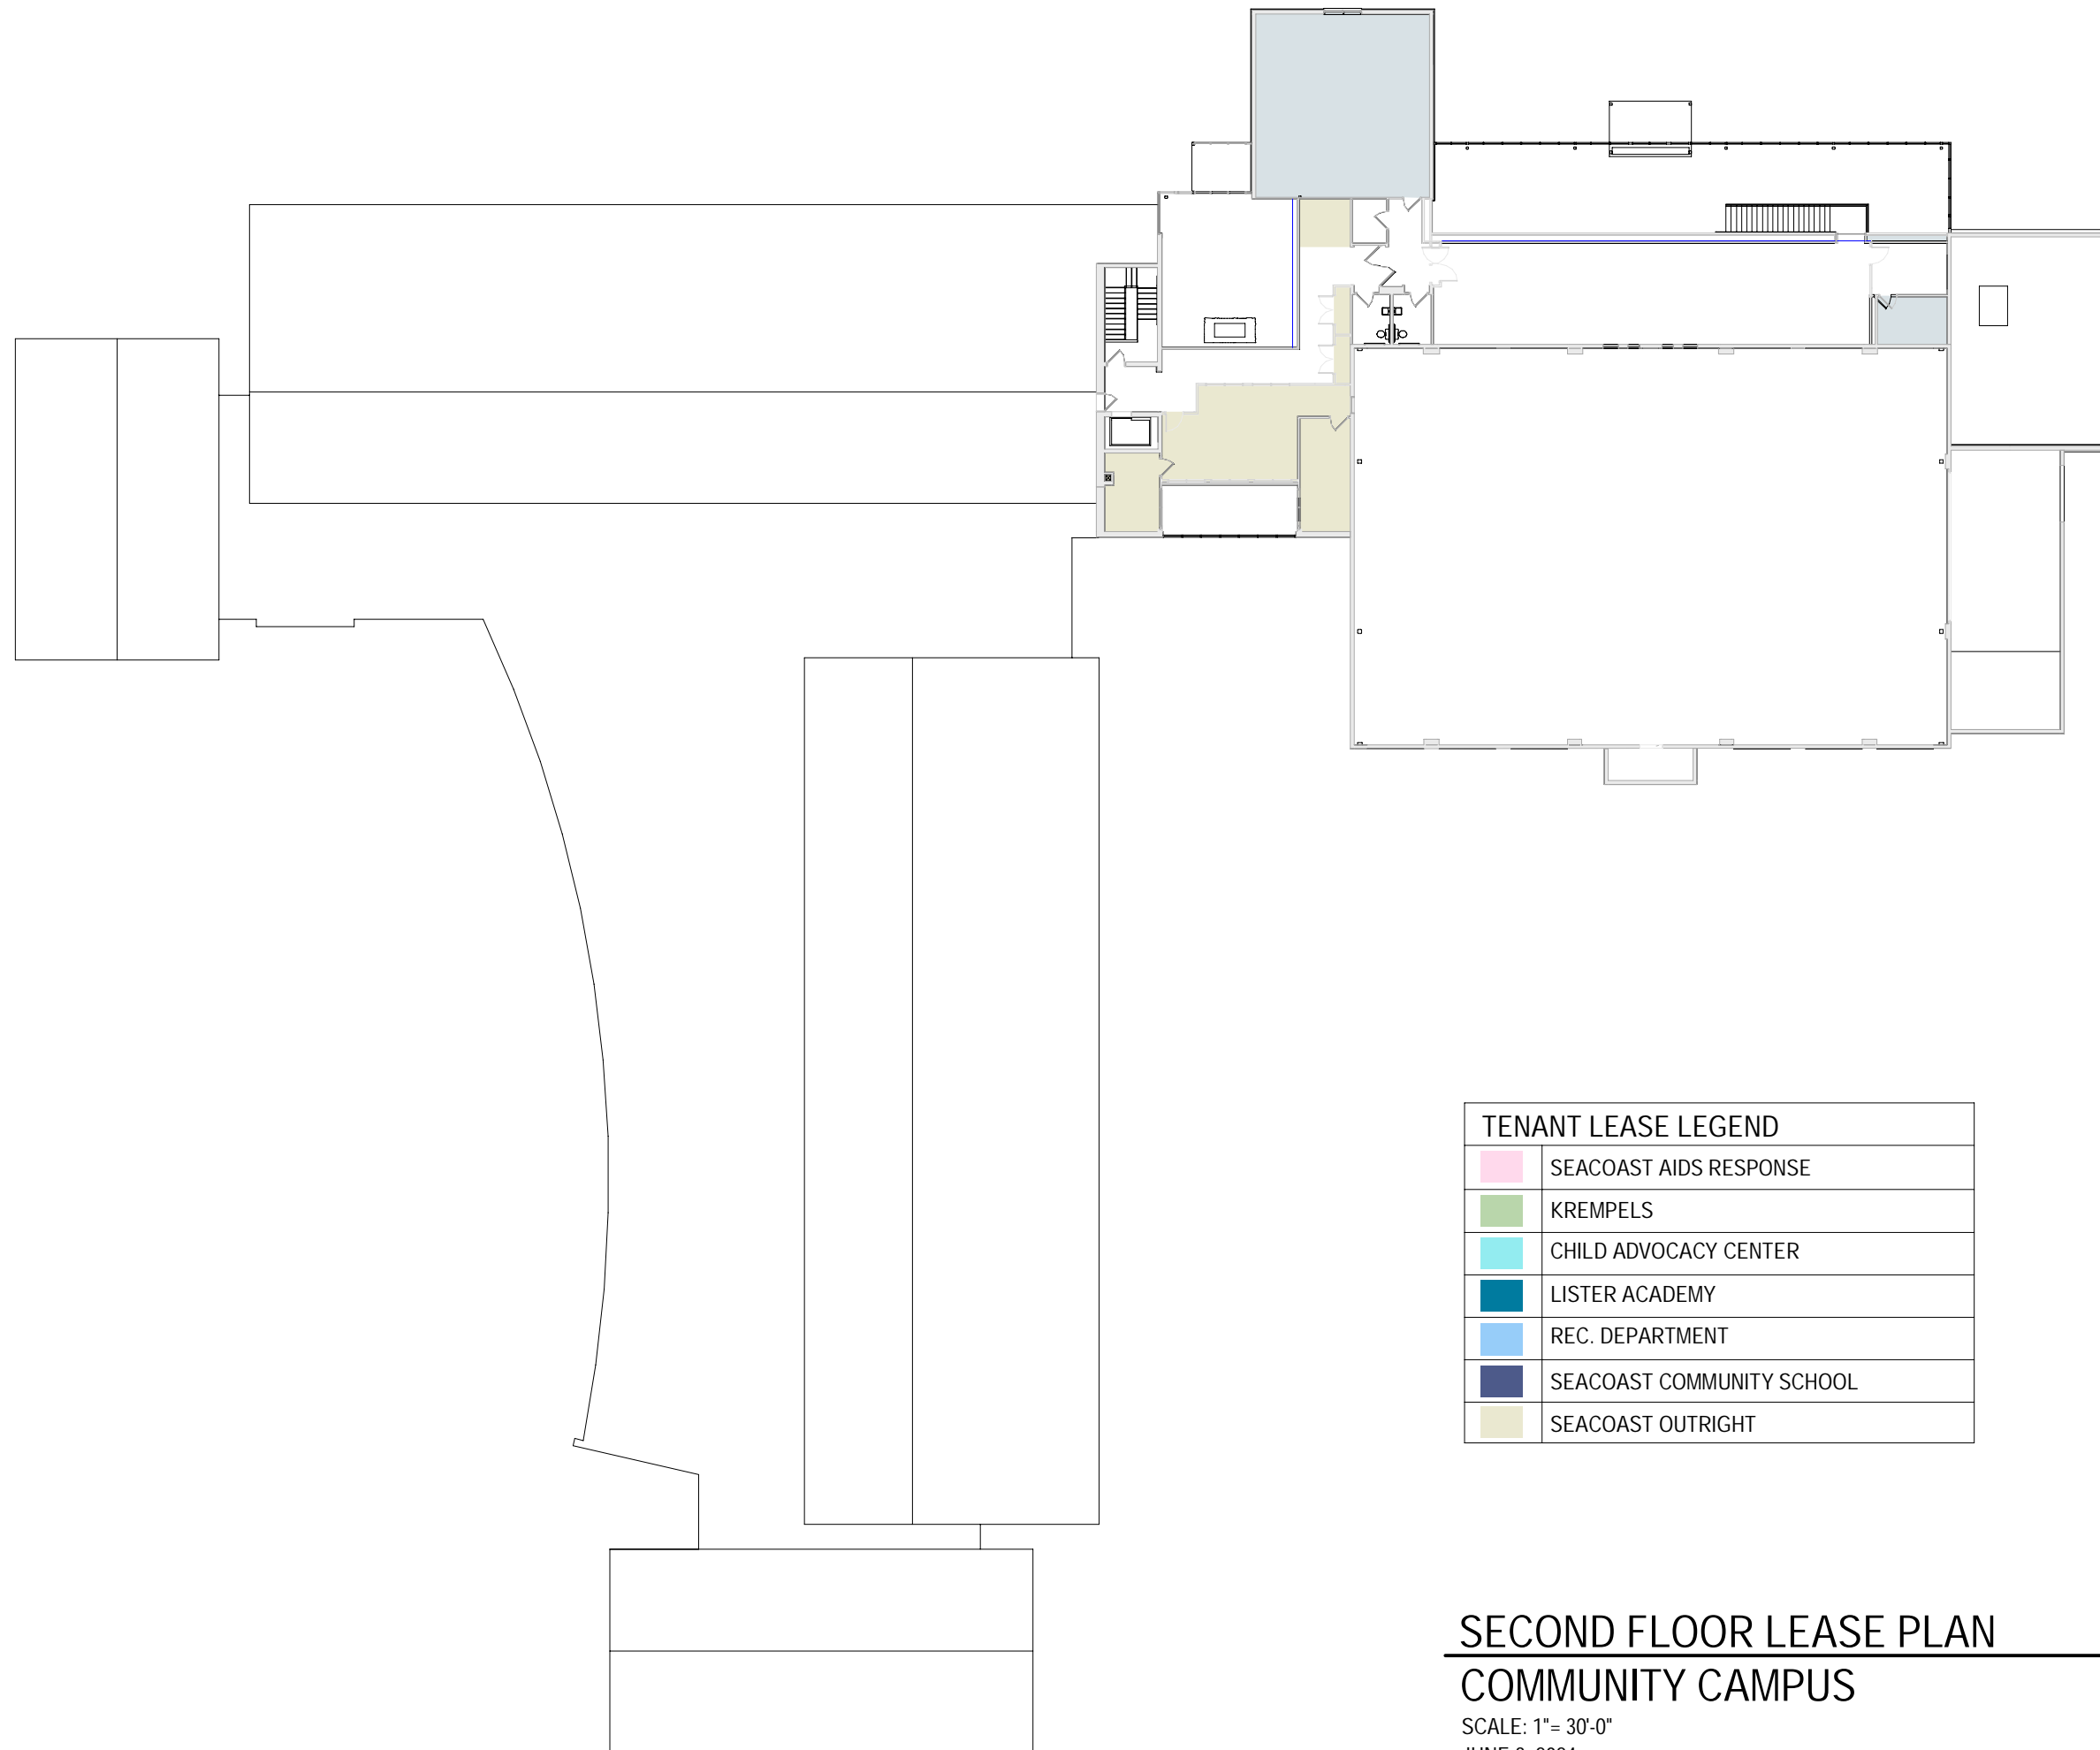 TENANT LEASE LEGEND
SEACOAST AIDS RESPONSE
KREMPELS
CHILD ADVOCACY CENTER
LISTER ACADEMY
REC. DEPARTMENT
SEACOAST COMMUNITY SCHOOL
SEACOAST OUTRIGHT
SECOND FLOOR LEASE PLAN
COMMUNITY CAMPUS
SCALE: 1"= 30'-0"